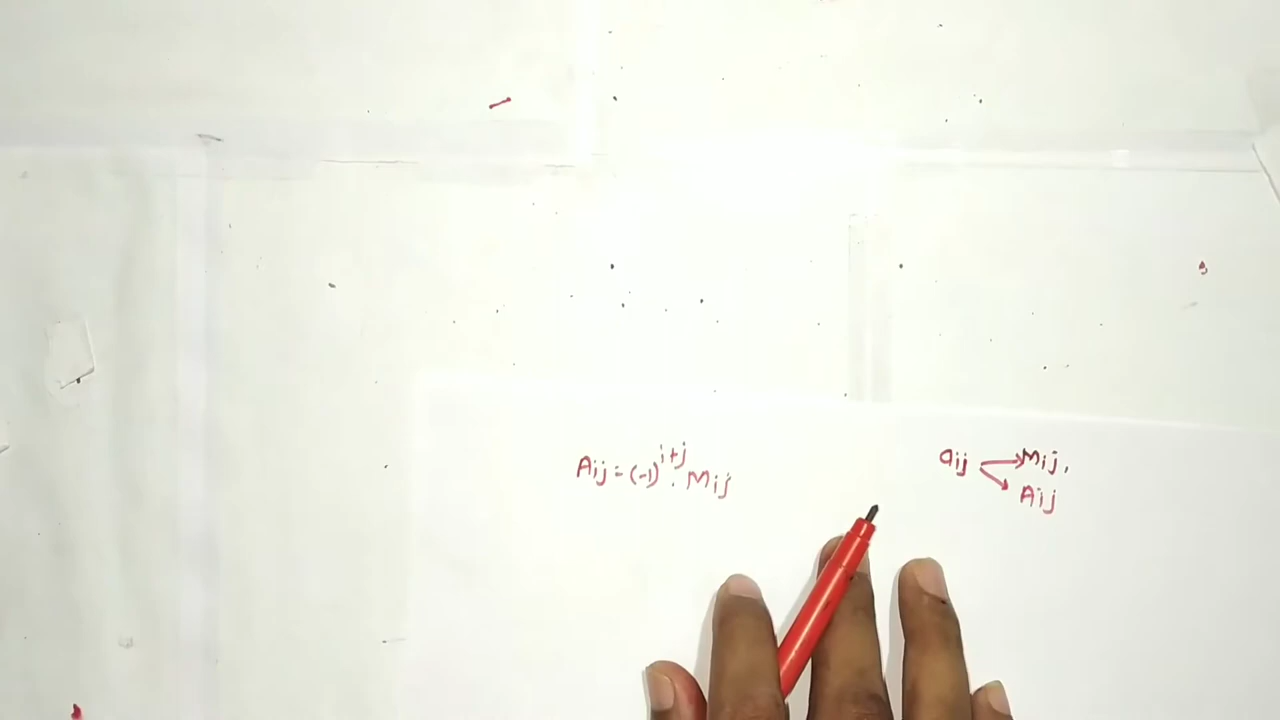 Aij = (-1)^i+j . Mij
aij → Mij,
→ Aij